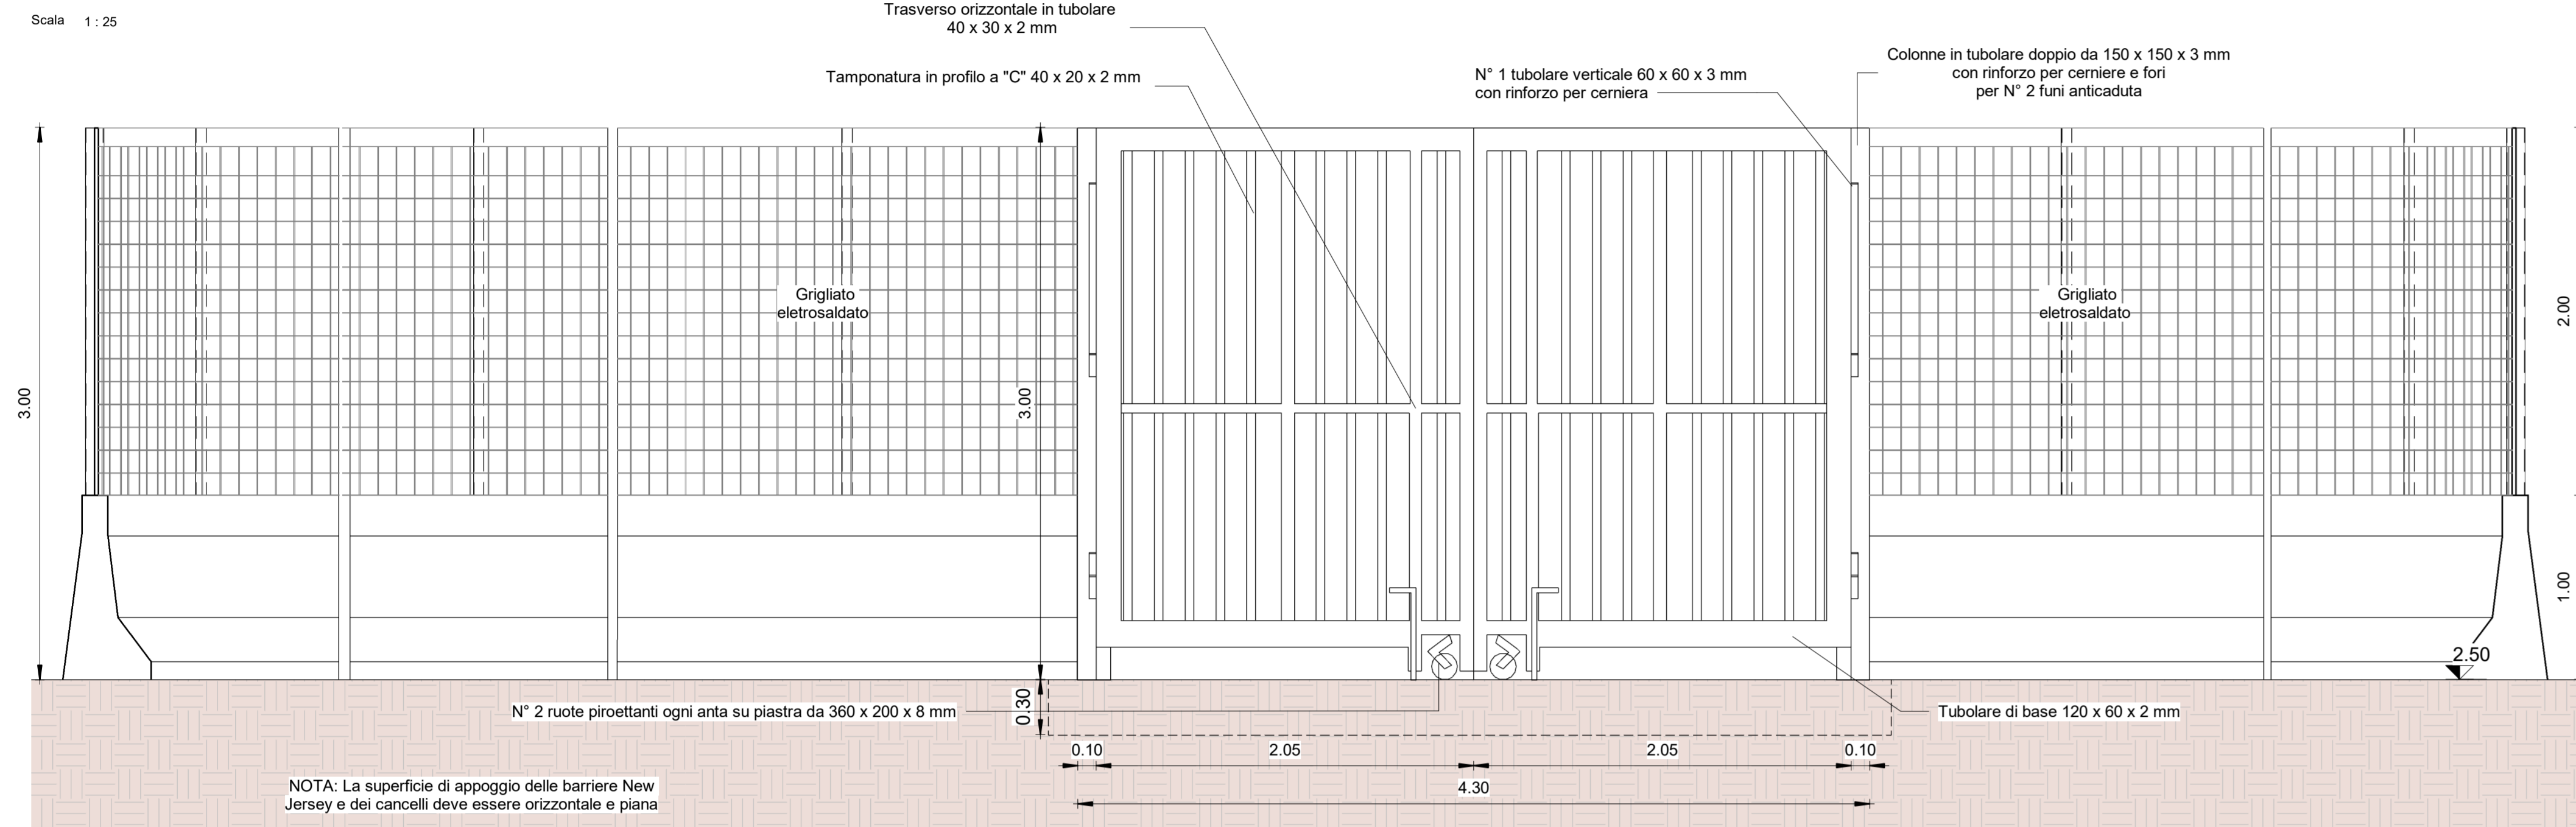 Scala 1 : 25
Trasverso orizzontale in tubolare
40 x 30 x 2 mm
Tamponatura in profilo a "C" 40 x 20 x 2 mm
N° 1 tubolare verticale 60 x 60 x 3 mm
con rinforzo per cerniera
Colonne in tubolare doppio da 150 x 150 x 3 mm
con rinforzo per cerniere e fori
per N° 2 funi anticaduta
Grigliato
eletrosaldato
Grigliato
eletrosaldato
3.00
3.00
2.00
1.00
2.50
0.30
N° 2 ruote piroettanti ogni anta su piastra da 360 x 200 x 8 mm
Tubolare di base 120 x 60 x 2 mm
0.10
2.05
2.05
0.10
4.30
NOTA: La superficie di appoggio delle barriere New
Jersey e dei cancelli deve essere orizzontale e piana